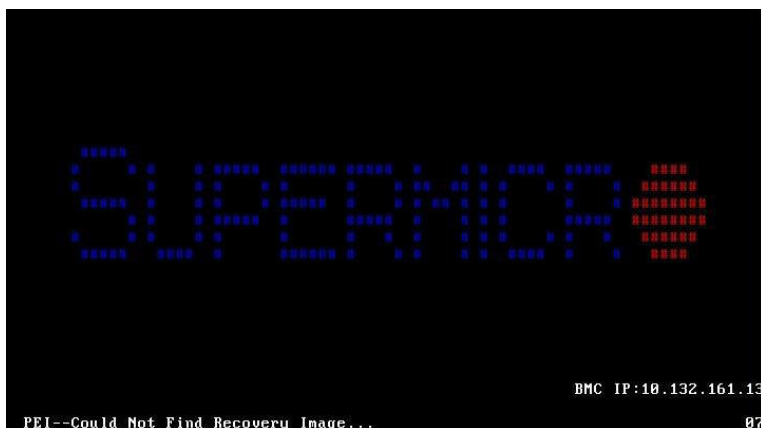 SUPERMICRO
BMC IP:10.132.161.13
PEI--Could Not Find Recovery Image...
07